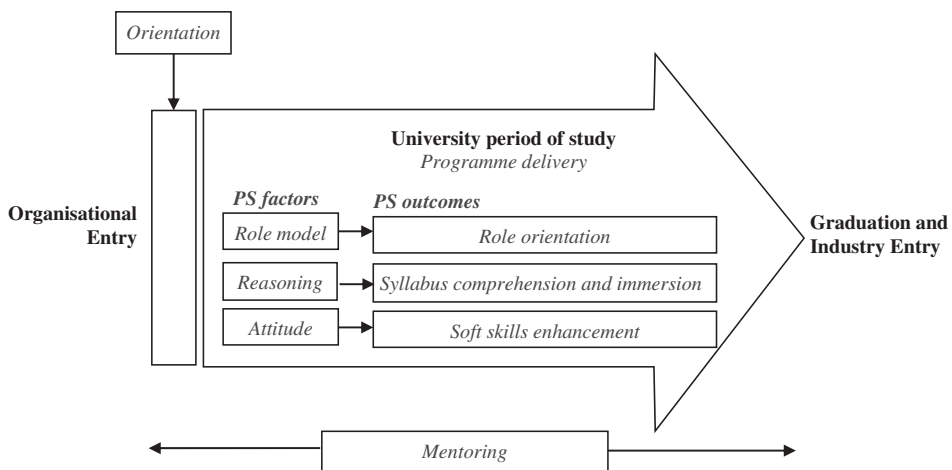 Orientation
University period of study
Programme delivery
PS factors
PS outcomes
Organisational
Entry
Role model
Role orientation
Graduation and
Industry Entry
Reasoning
Syllabus comprehension and immersion
Attitude
Soft skills enhancement
Mentoring